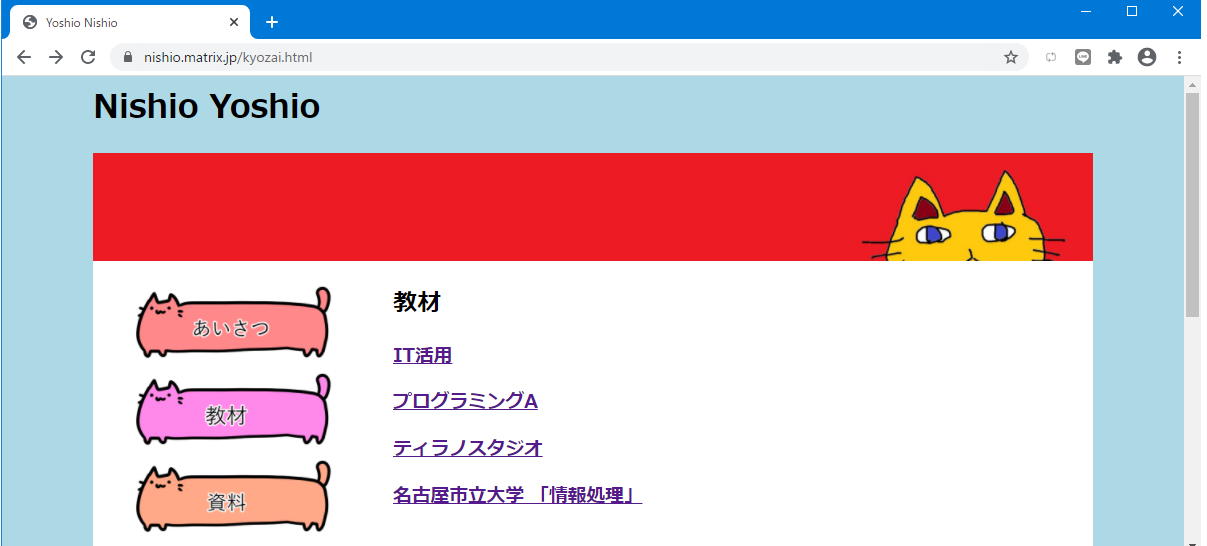 Yoshio Nishio
nishio.matrix.jp/kyozai.html
Nishio Yoshio
あいさつ
教材
資料
教材
IT活用
プログラミングA
ティラノスタジオ
名古屋市立大学 「情報処理」